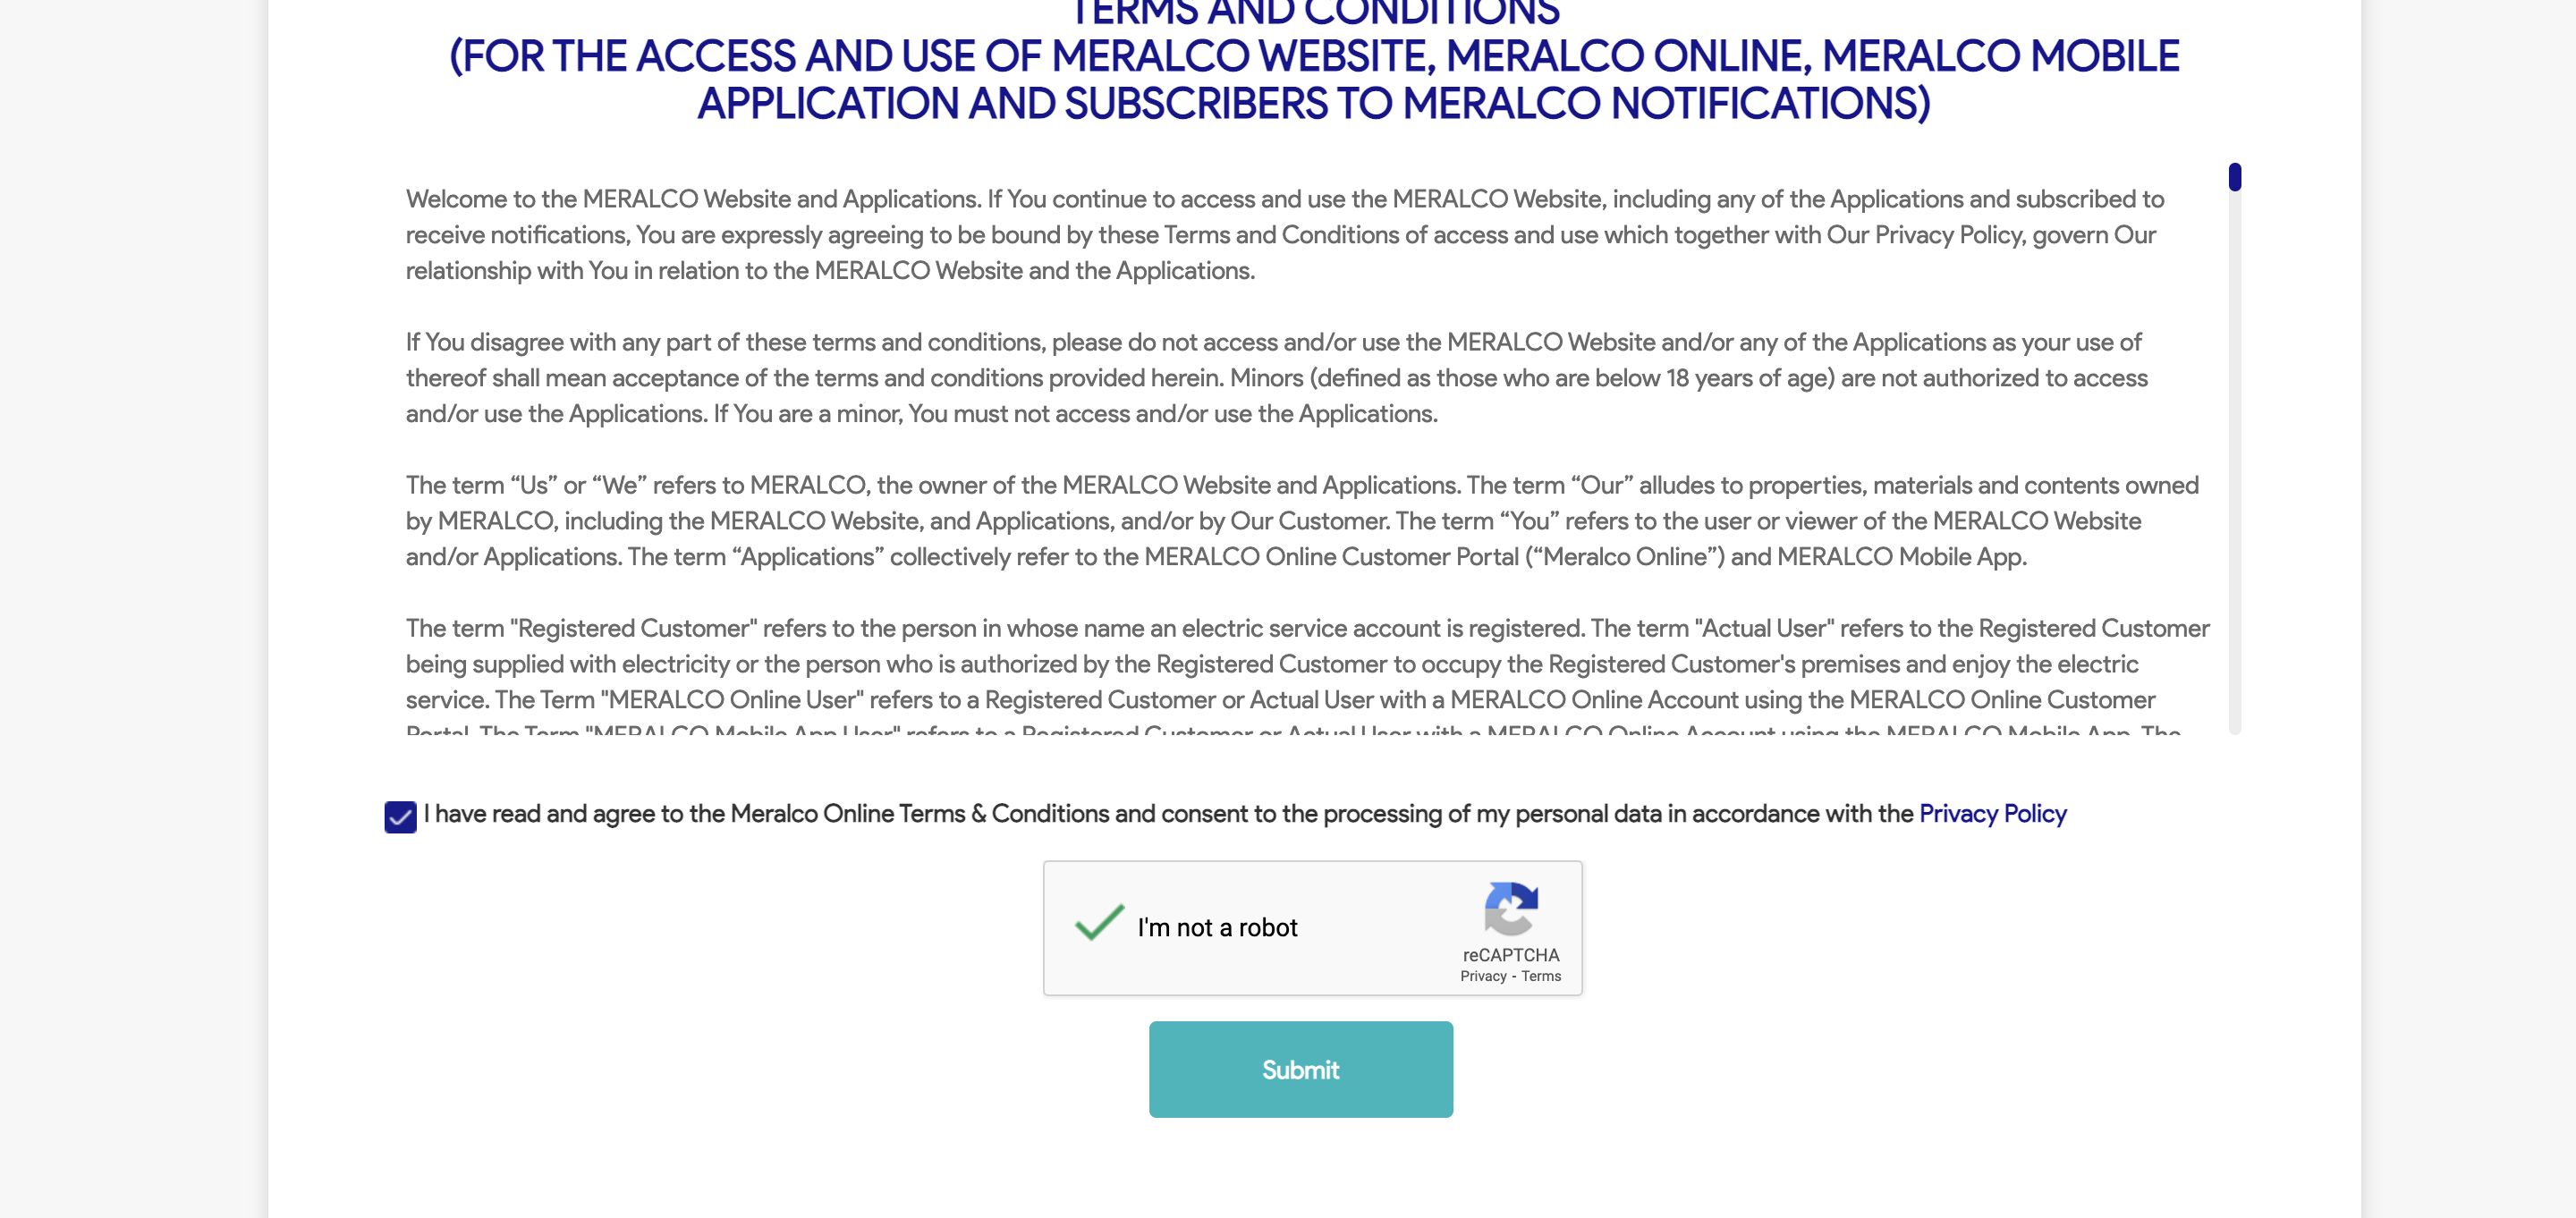 TERMS AND CONDITIONS
(FOR THE ACCESS AND USE OF MERALCO WEBSITE, MERALCO ONLINE, MERALCO MOBILE
APPLICATION AND SUBSCRIBERS TO MERALCO NOTIFICATIONS)
Welcome to the MERALCO Website and Applications. If You continue to access and use the MERALCO Website, including any of the Applications and subscribed to
receive notifications, You are expressly agreeing to be bound by these Terms and Conditions of access and use which together with Our Privacy Policy, govern Our
relationship with You in relation to the MERALCO Website and the Applications.
If You disagree with any part of these terms and conditions, please do not access and/or use the MERALCO Website and/or any of the Applications as your use of
thereof shall mean acceptance of the terms and conditions provided herein. Minors (defined as those who are below 18 years of age) are not authorized to access
and/or use the Applications. If You are a minor, You must not access and/or use the Applications.
The term “Us” or “We” refers to MERALCO, the owner of the MERALCO Website and Applications. The term “Our” alludes to properties, materials and contents owned
by MERALCO, including the MERALCO Website, and Applications, and/or by Our Customer. The term “You” refers to the user or viewer of the MERALCO Website
and/or Applications. The term “Applications” collectively refer to the MERALCO Online Customer Portal (“Meralco Online”) and MERALCO Mobile App.
The term "Registered Customer" refers to the person in whose name an electric service account is registered. The term "Actual User" refers to the Registered Customer
being supplied with electricity or the person who is authorized by the Registered Customer to occupy the Registered Customer's premises and enjoy the electric
service. The Term "MERALCO Online User" refers to a Registered Customer or Actual User with a MERALCO Online Account using the MERALCO Online Customer
Portal. The Term "MERALCO Mobile App User" refers to a Registered Customer or Actual User with a MERALCO Online Account using the MERALCO Mobile App. The
I have read and agree to the Meralco Online Terms & Conditions and consent to the processing of my personal data in accordance with the Privacy Policy
I'm not a robot
reCAPTCHA
Privacy - Terms
Submit